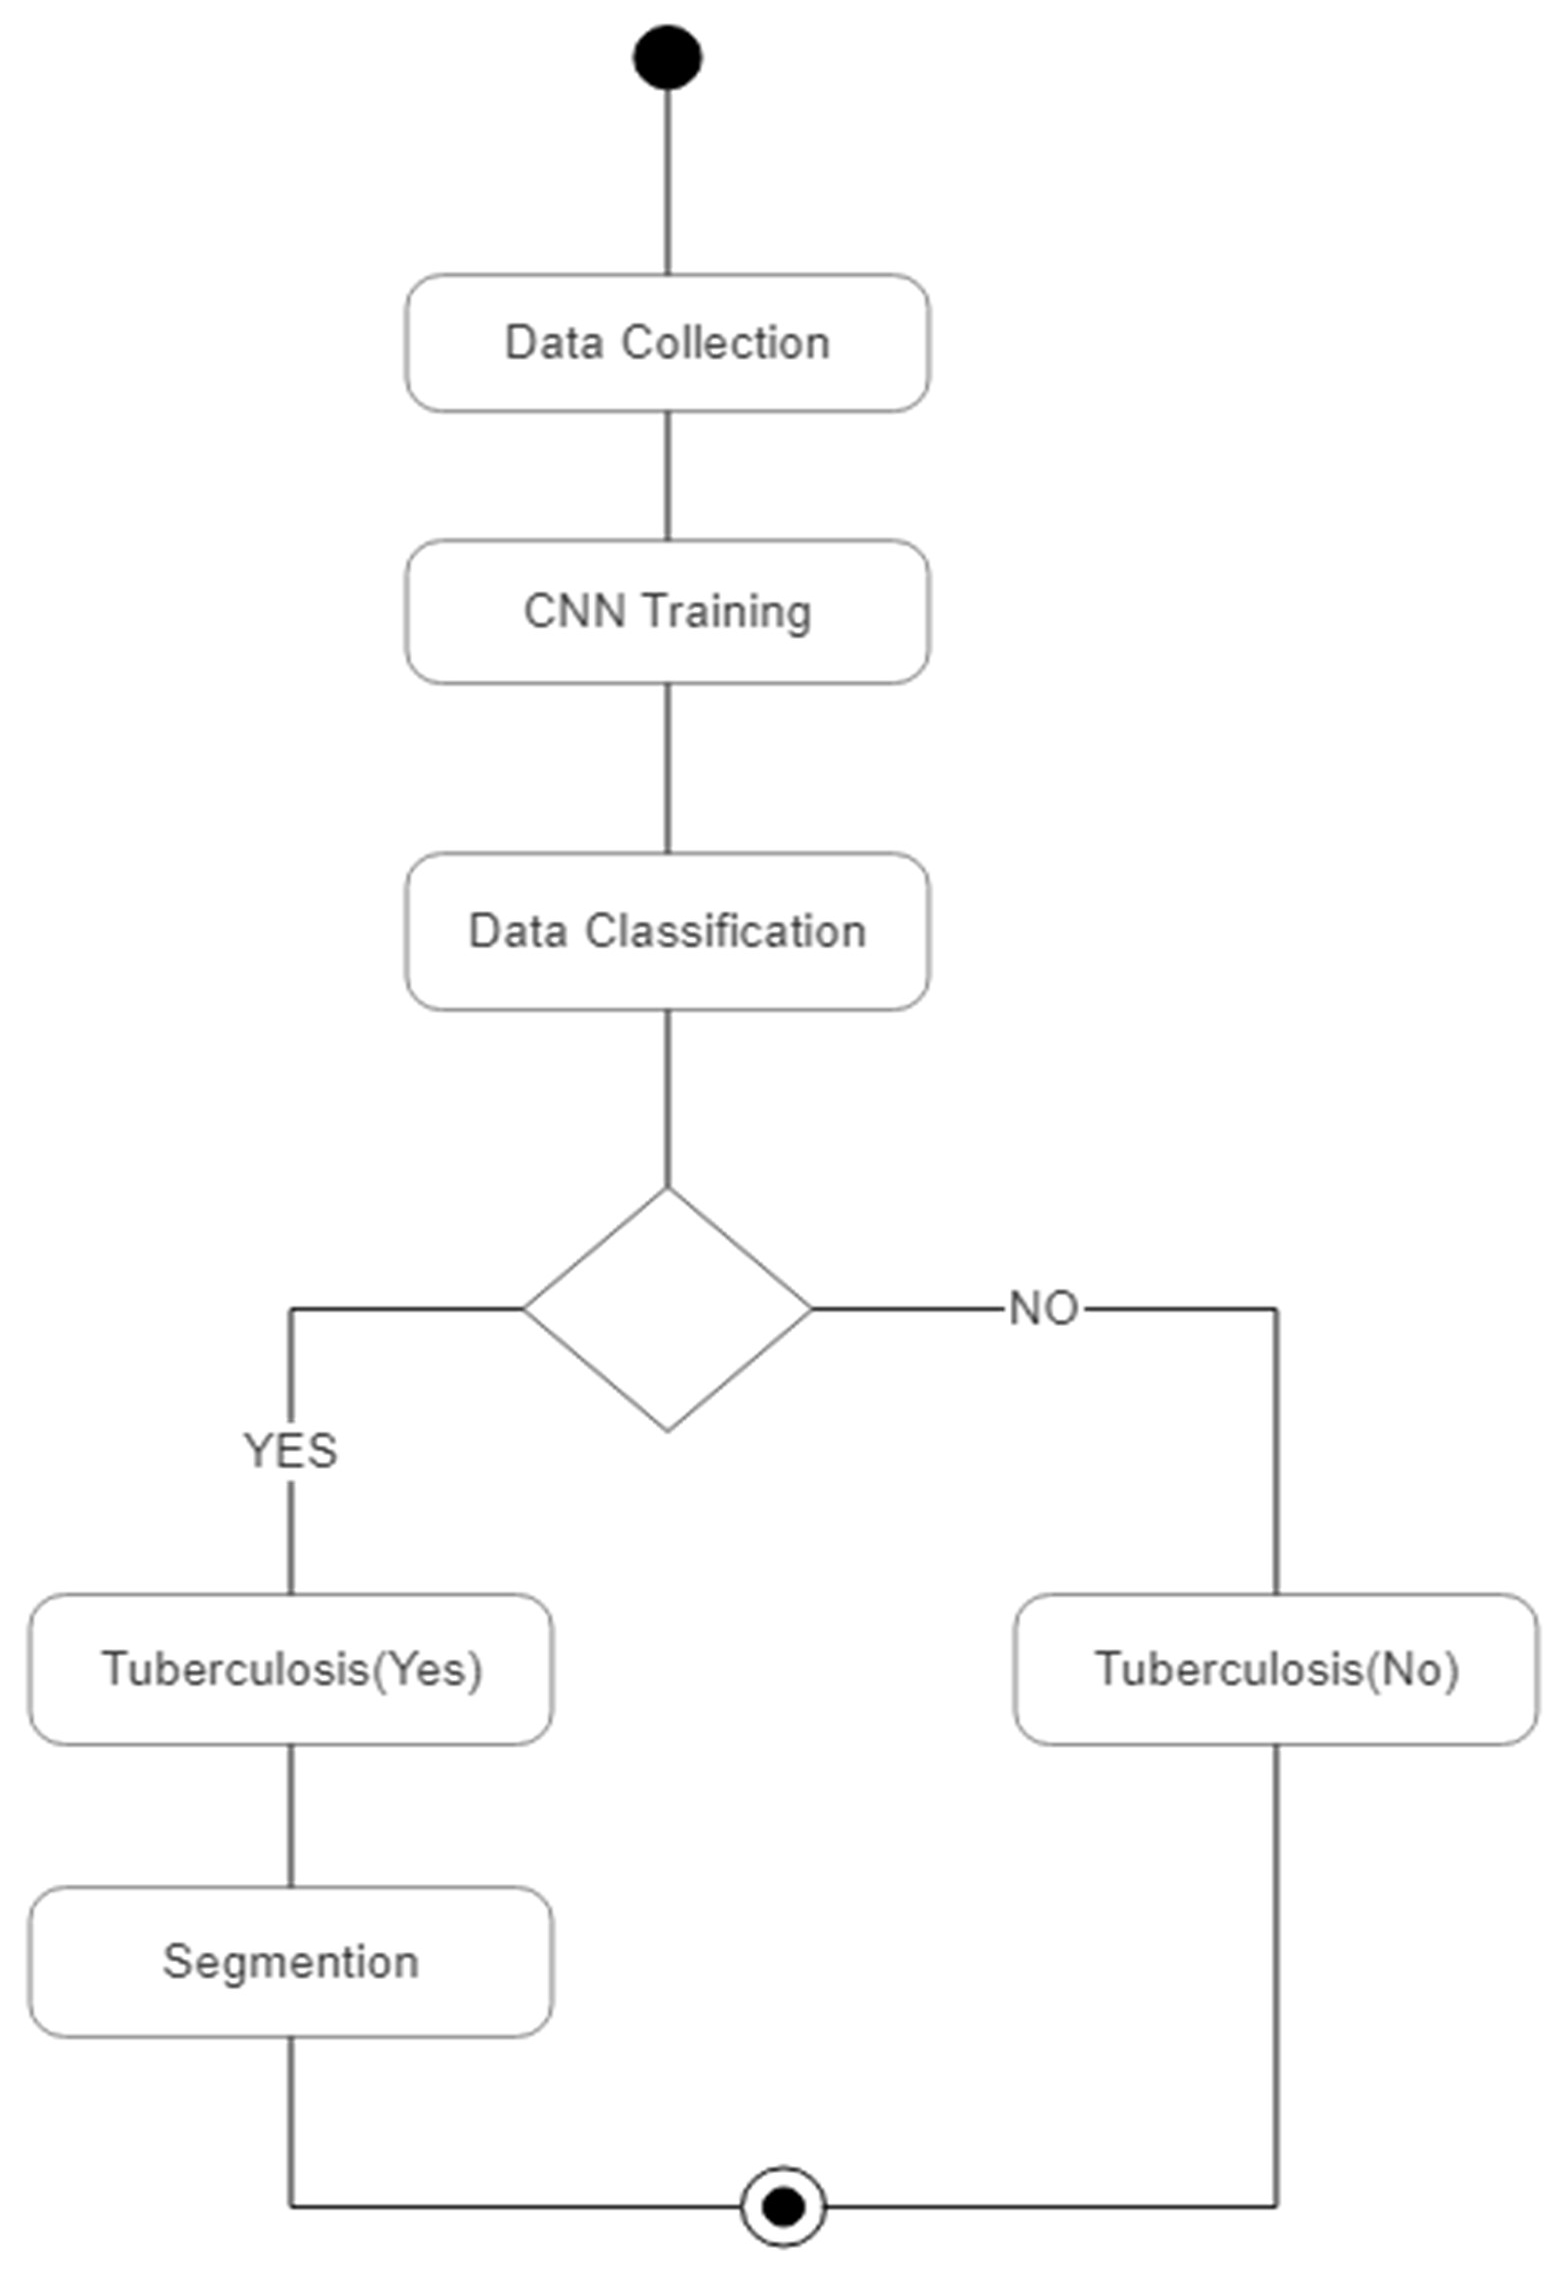 Data Collection
CNN Training
Data Classification
NO
YES
Tuberculosis(Yes)
Tuberculosis(No)
Segmention